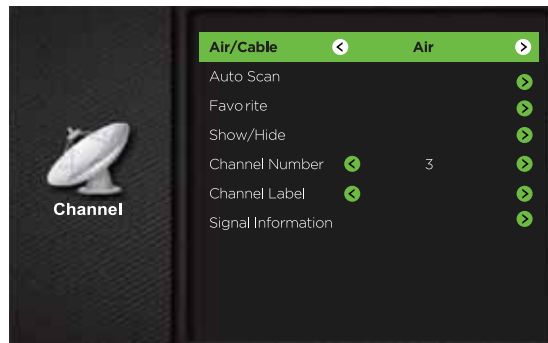 Air/Cable Air
Auto Scan
Favorite
Show/Hide
Channel Number 3
Channel Label
Channel
Signal Information